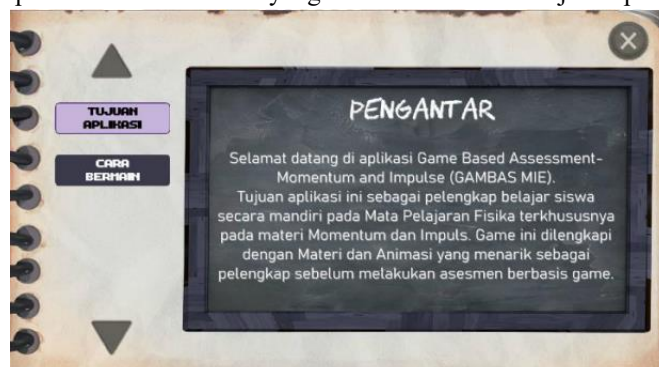 TUJUAN
APLIKASI
CARA
BERMAIN
PENGANTAR
Selamat datang di aplikasi Game Based Assessment-
Momentum and Impulse (GAMBAS MIE).
Tujuan aplikasi ini sebagai pelengkap belajar siswa
secara mandiri pada Mata Pelajaran Fisika terkhususnya
pada materi Momentum dan Impuls. Game ini dilengkapi
dengan Materi dan Animasi yang menarik sebagai
pelengkap sebelum melakukan asesmen berbasis game.